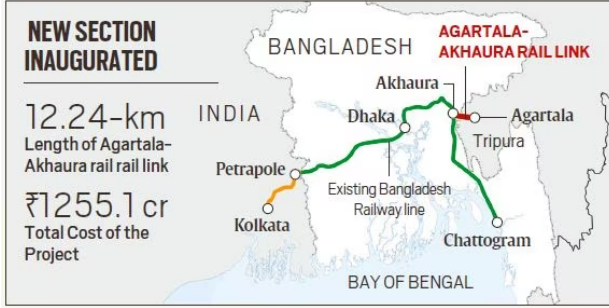 NEW SECTION
INAUGURATED
12.24-km
Length of Agartala-
Akhaura rail rail link
₹1255.1 cr
Total Cost of the
Project
BANGLADESH
AGARTALA-
AKHAURA RAIL LINK
INDIA
Akhaura
Dhaka
Agartala
Tripura
Petrapole
Existing Bangladesh
Railway line
Kolkata
Chattogram
BAY OF BENGAL